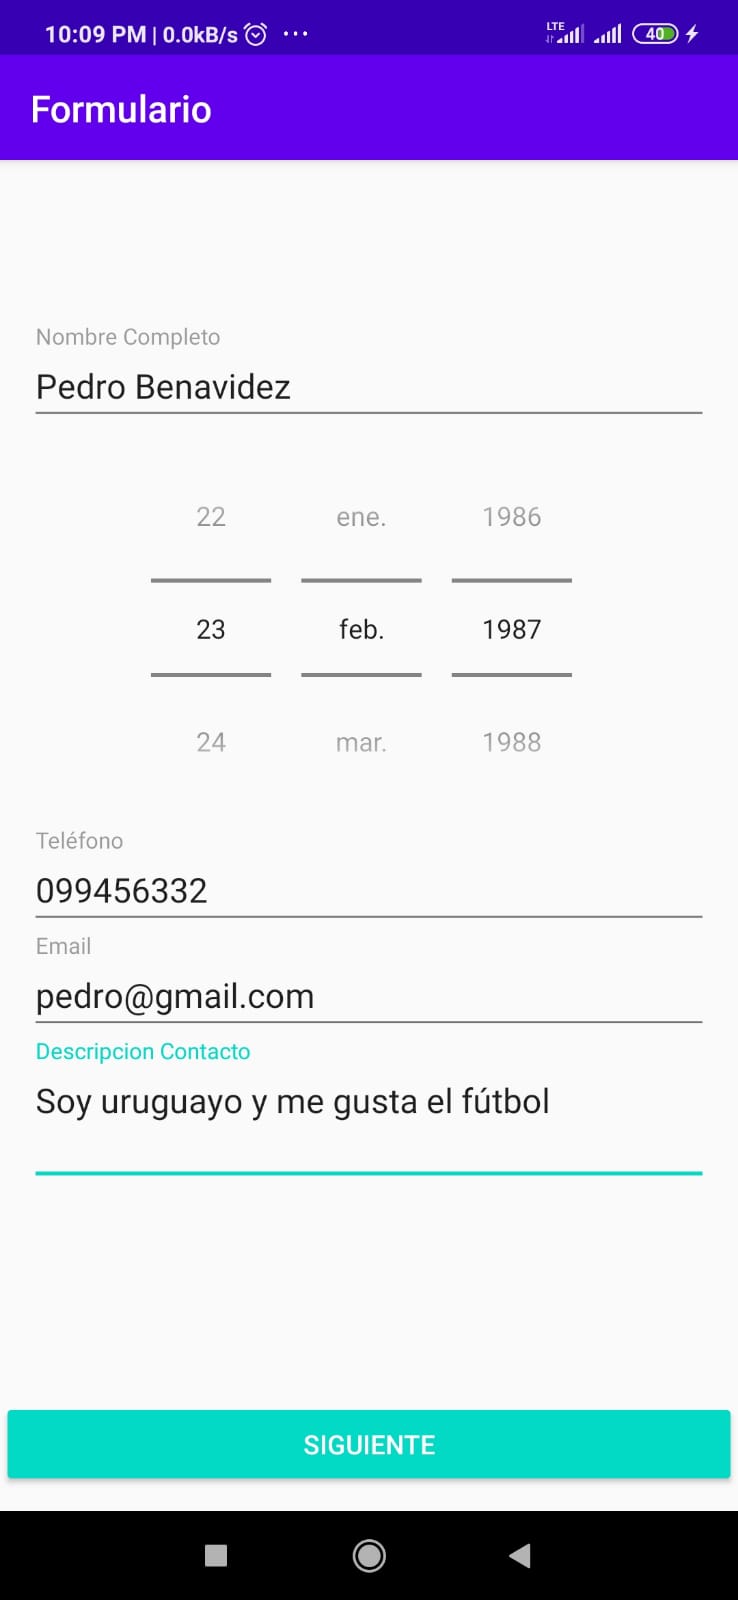 10:09 PM | 0.0kB/s ... LTE 40
Formulario
Nombre Completo
Pedro Benavidez
22 ene. 1986
23 feb. 1987
24 mar. 1988
Teléfono
099456332
Email
pedro@gmail.com
Descripcion Contacto
Soy uruguayo y me gusta el fútbol
SIGUIENTE